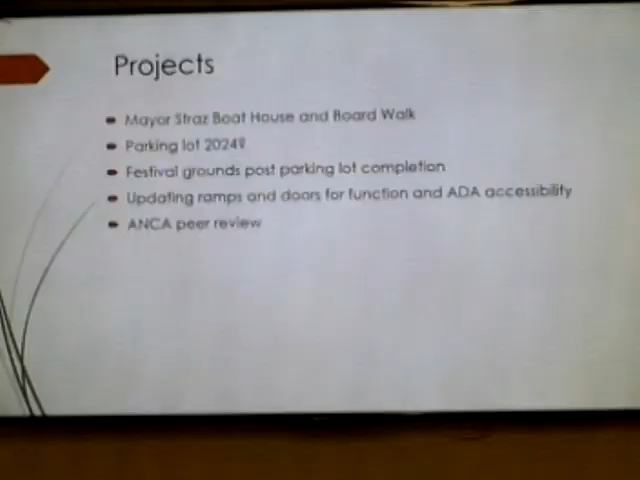 Projects
Mayor Straz Boat House and Board Walk
Parking lot 2024?
Festival grounds post parking lot completion
Updating ramps and doors for function and ADA accessibility
ANCA peer review